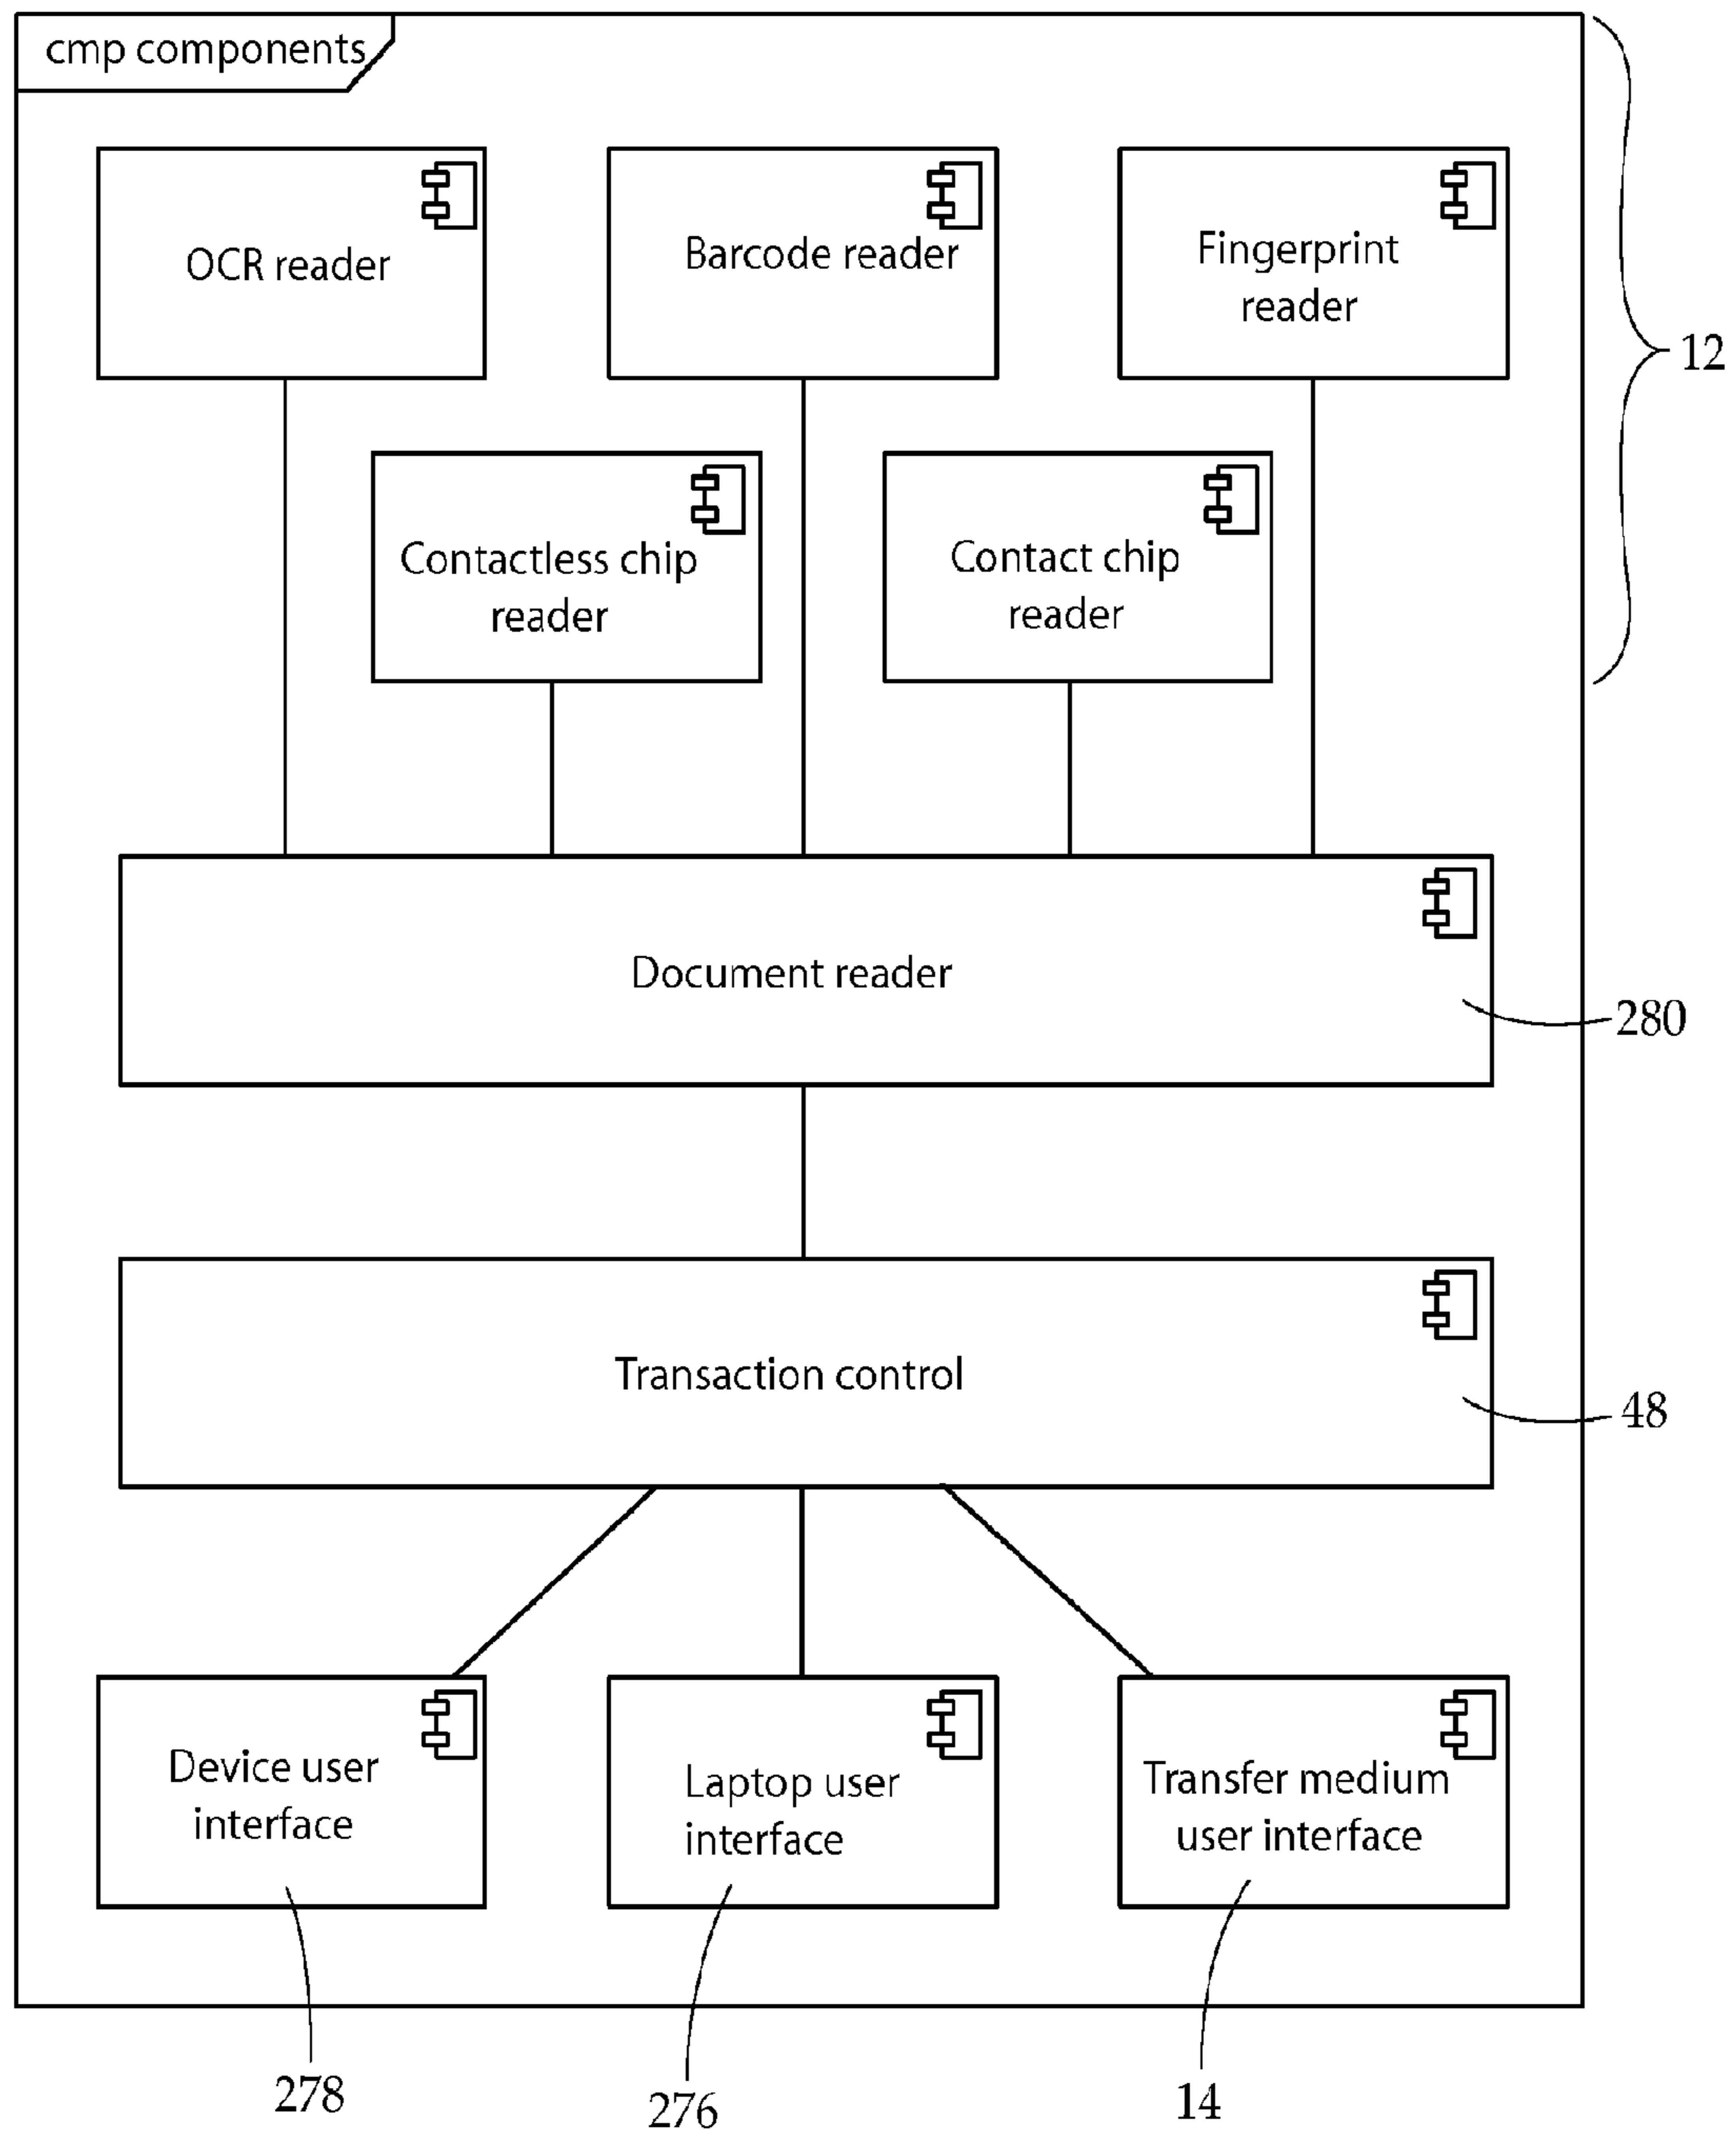 cmp components
OCR reader
Barcode reader
Fingerprint
reader
12
Contactless chip
reader
Contact chip
reader
Document reader
280
Transaction control
48
Device user
interface
Laptop user
interface
Transfer medium
user interface
278
276
14